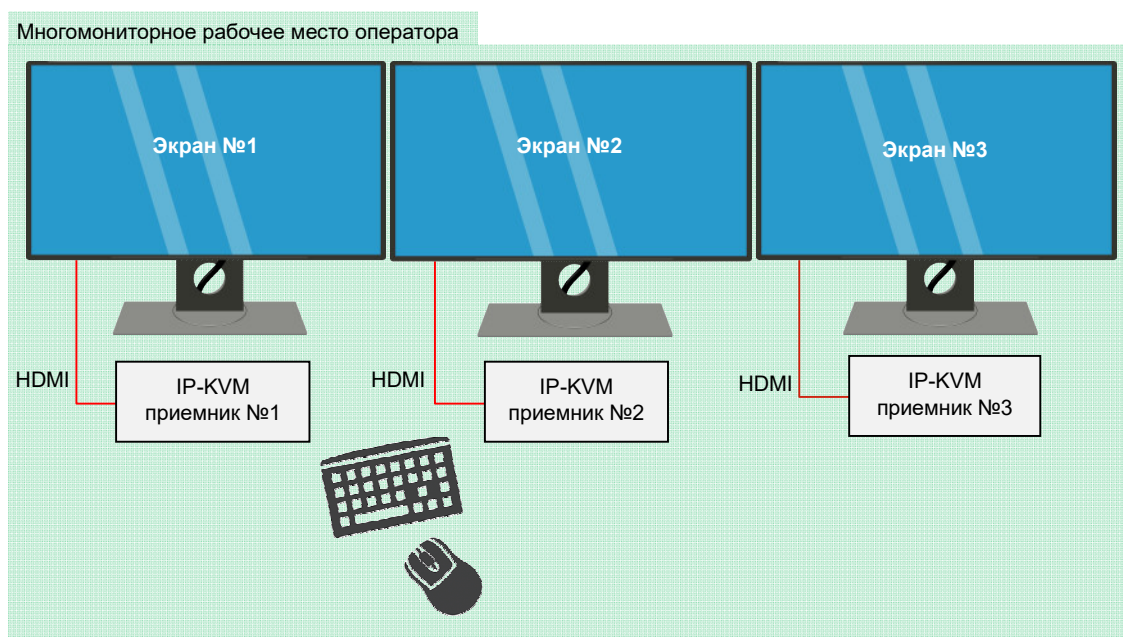 Многомониторное рабочее место оператора
Экран №1
Экран №2
Экран №3
HDMI
IP-KVM
приемник №1
HDMI
IP-KVM
приемник №2
HDMI
IP-KVM
приемник №3